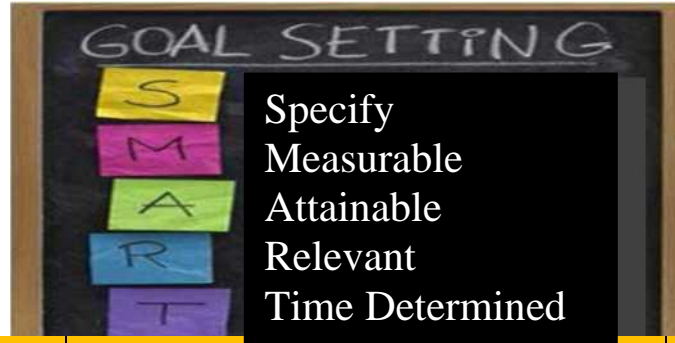 GOAL SETTING
S Specify
M Measurable
A Attainable
R Relevant
T Time Determined